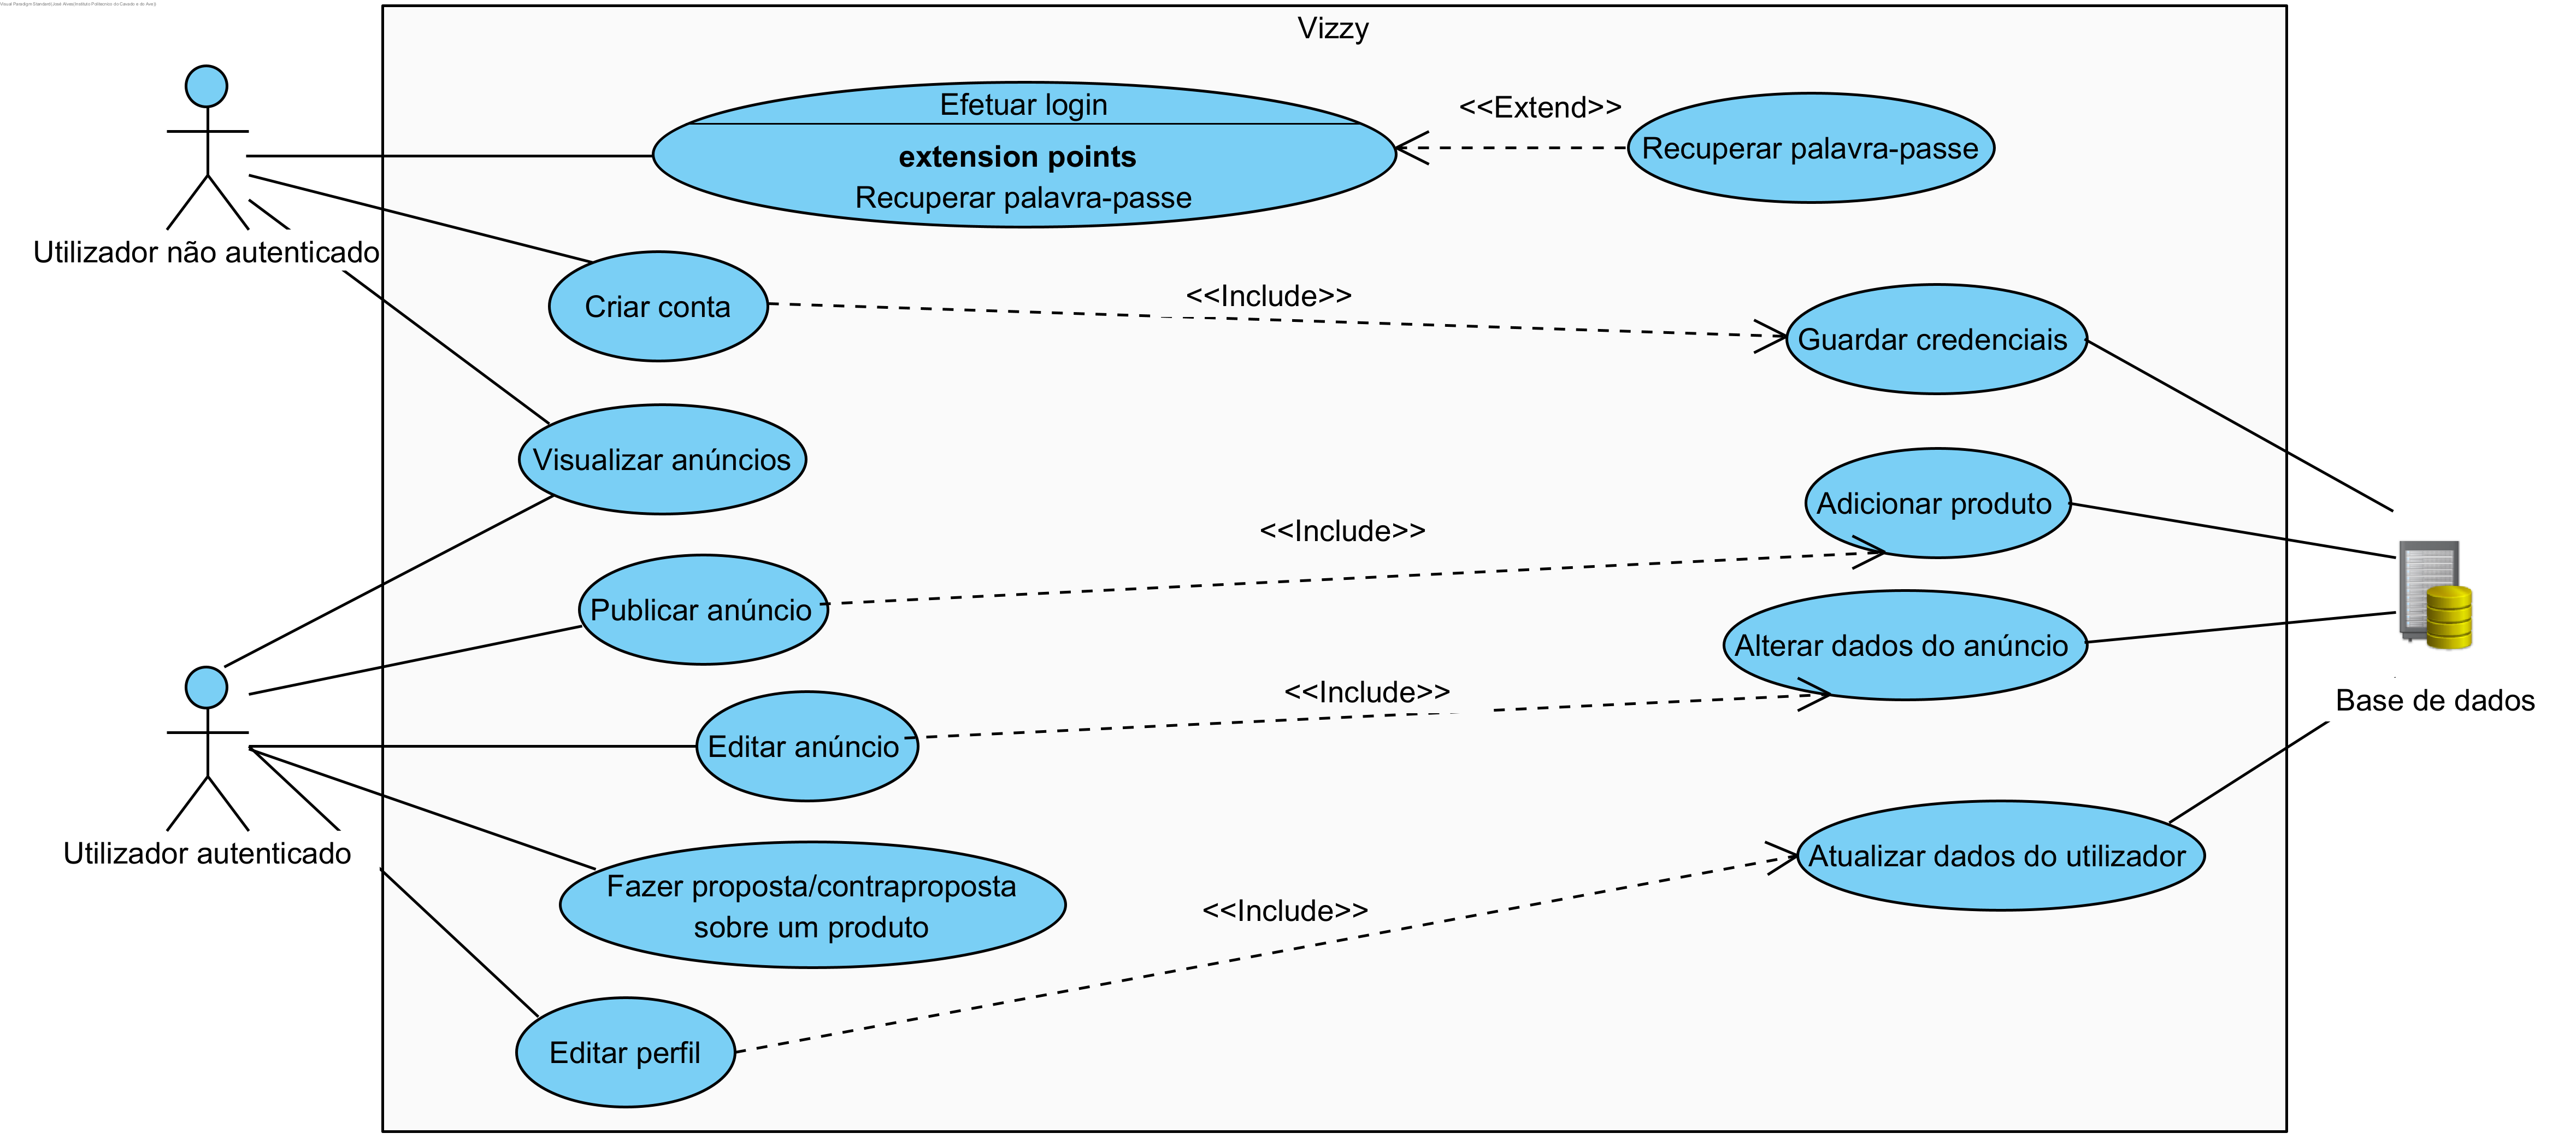 Visual Paradigm Standard(José Alves(Instituto Politécnico do Cávado e do Ave))
Vizzy
Efetuar login
extension points
Recuperar palavra-passe
<<Extend>>
Recuperar palavra-passe
Utilizador não autenticado
Criar conta
<<Include>>
Guardar credenciais
Visualizar anúncios
Adicionar produto
<<Include>>
Publicar anúncio
Alterar dados do anúncio
<<Include>>
Base de dados
Editar anúncio
Utilizador autenticado
Atualizar dados do utilizador
Fazer proposta/contraproposta
sobre um produto
<<Include>>
Editar perfil